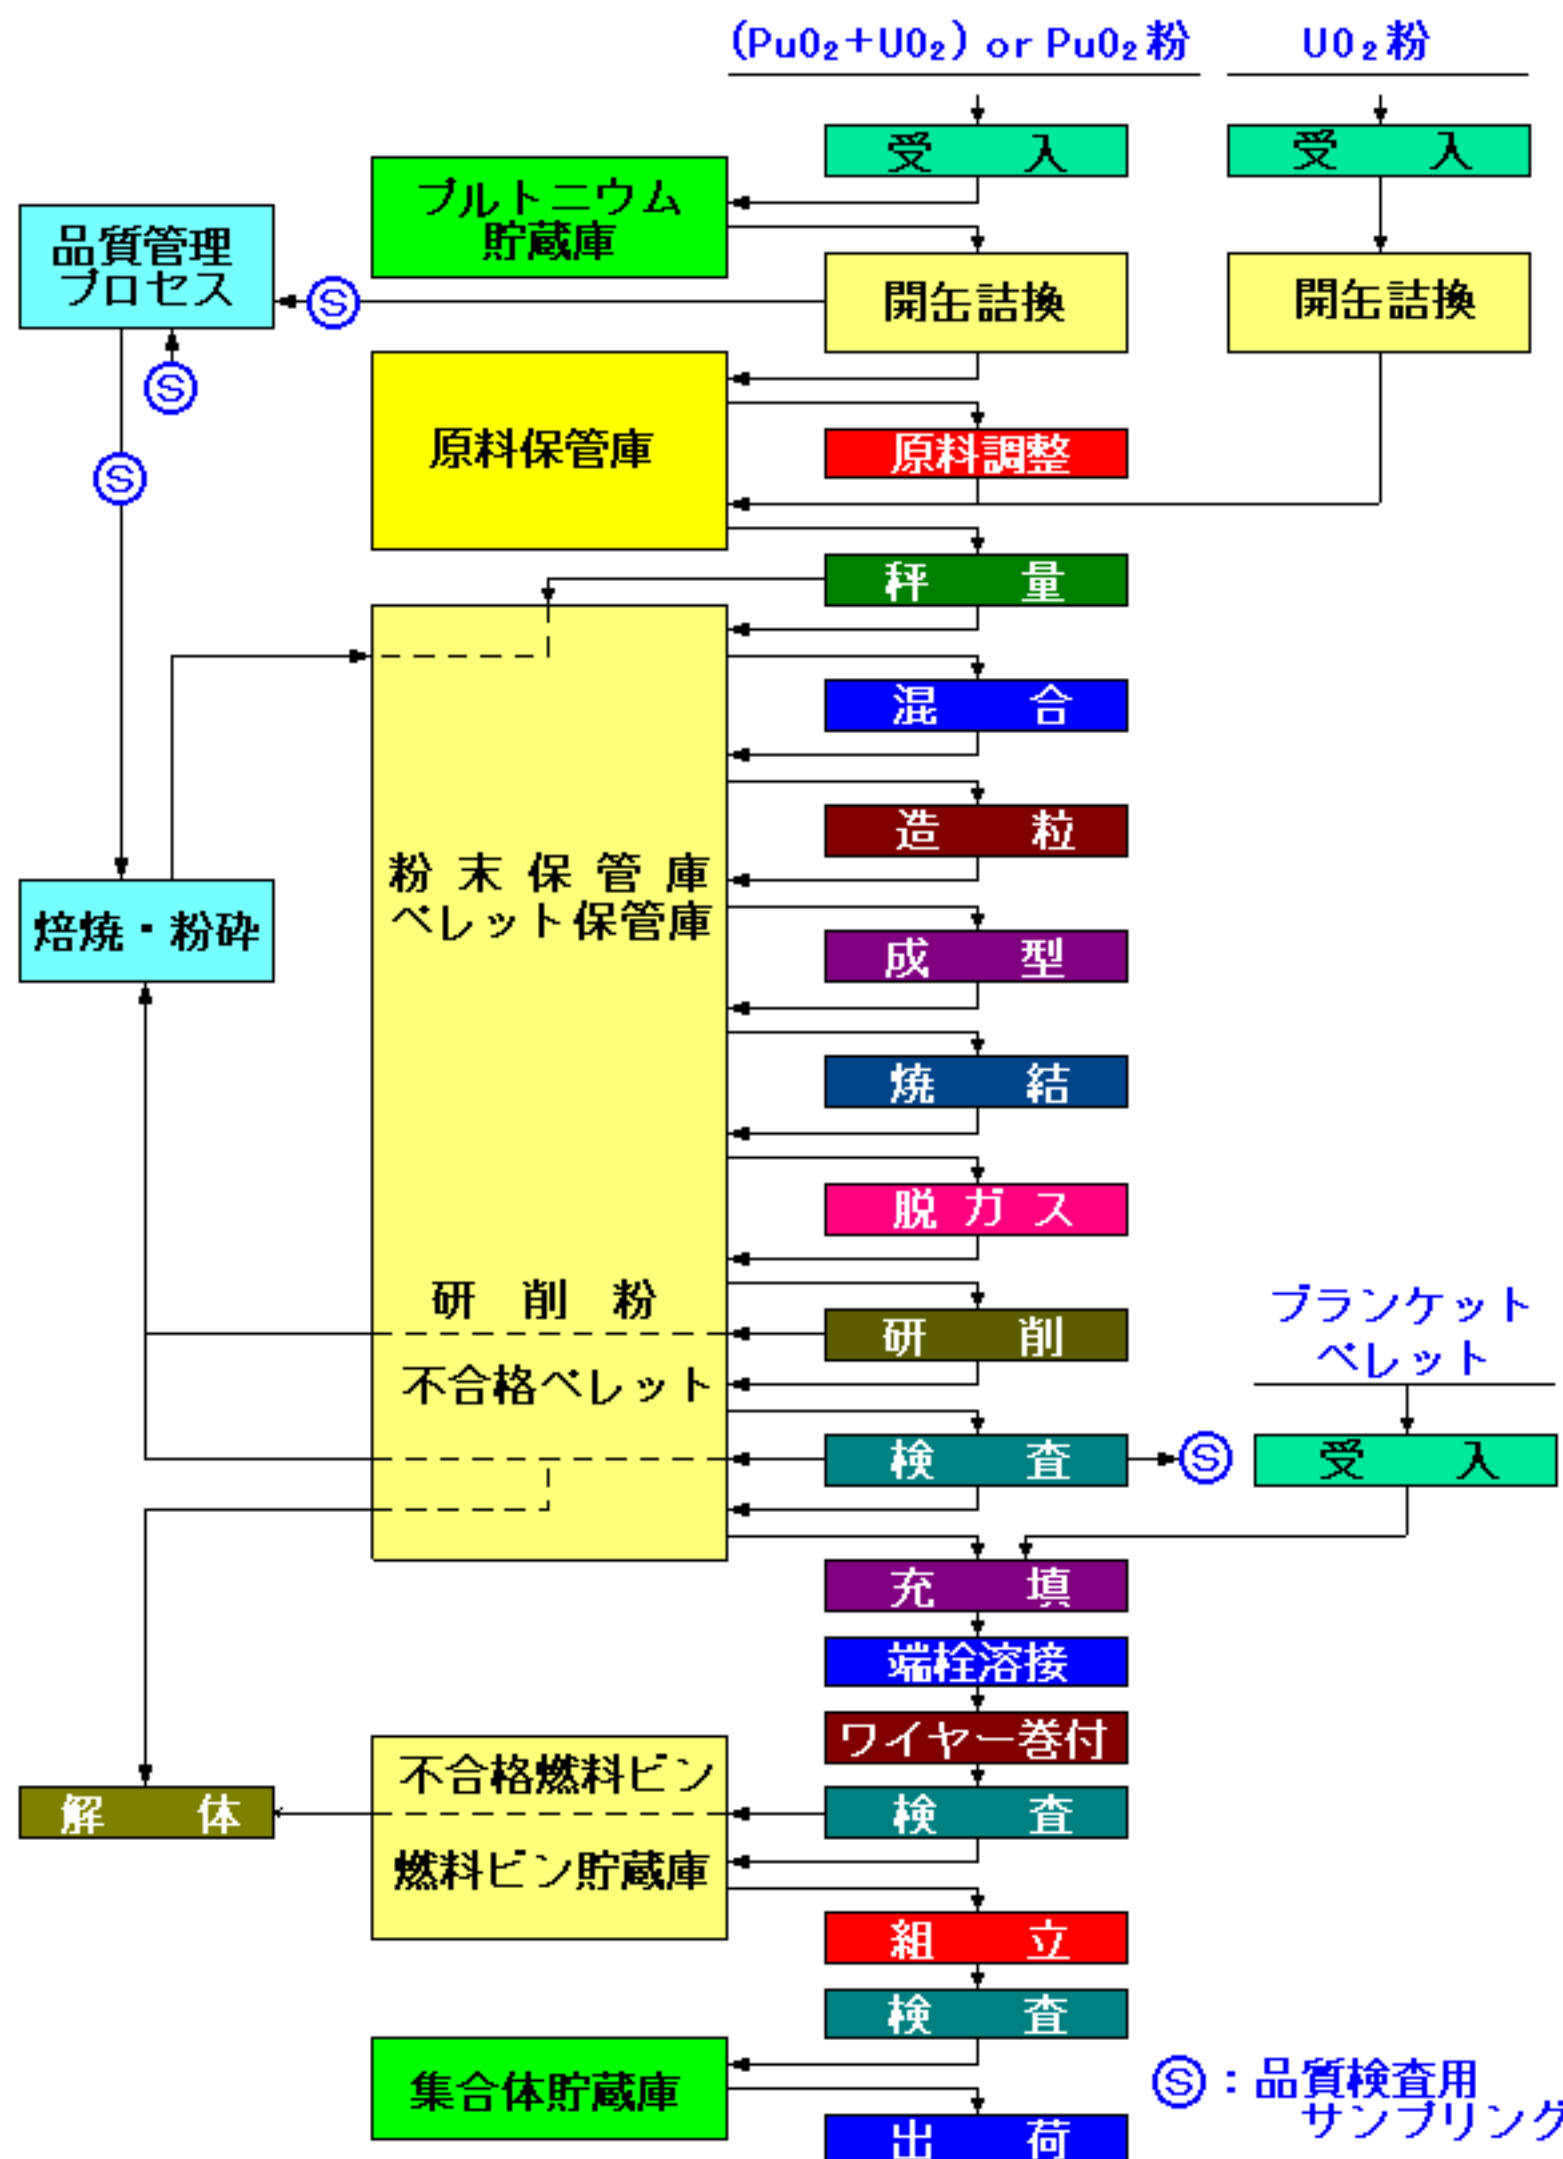 (PuO₂+UO₂) or PuO₂粉
UO₂粉
受 入
受 入
プルトニウム
貯蔵庫
品質管理
プロセス
開缶詰換
開缶詰換
Ⓢ
Ⓢ
原料保管庫
原料調整
Ⓢ
秤 量
混 合
造 粒
粉末保管庫
ペレット保管庫
焙焼・粉砕
成 型
焼 結
脱ガス
研削粉
研 削
ブランケット
ペレット
不合格ペレット
検 査
Ⓢ
受 入
充 填
端栓溶接
ワイヤー巻付
不合格燃料ピン
解 体
検 査
燃料ピン貯蔵庫
組 立
検 査
集合体貯蔵庫
Ⓢ：品質検査用
サンプリング
出 荷